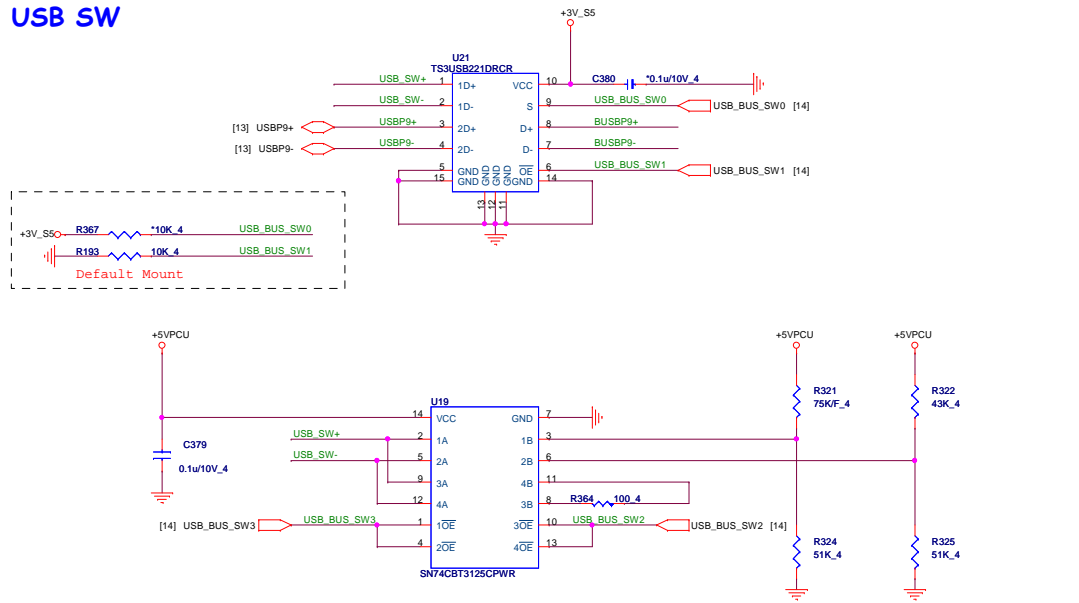 USB SW
+3V_S5
U21
TS3USB221DRCR
USB_SW+ 1 1D+ VCC 10 C380 *0.1u/10V_4
USB_SW- 2 1D- S 9 USB_BUS_SW0 USB_BUS_SW0 [14]
[13] USBP9+ USBP9+ 3 2D+ D+ 8 BUSBP9+
[13] USBP9- USBP9- 4 2D- D- 7 BUSBP9-
5 GND OE 6 USB_BUS_SW1 USB_BUS_SW1 [14]
15 GND GND GND GND GND 14
13 12 11
+3V_S5 R367 *10K_4 USB_BUS_SW0
R193 10K_4 USB_BUS_SW1
Default Mount
+5VPCU +5VPCU +5VPCU
R321 R322
75K/F_4 43K_4
U19
14 VCC GND 7
USB_SW+ 2 1A 1B 3
C379
USB_SW- 5 2A 2B 6
0.1u/10V_4
9 3A 4B 11
12 4A 3B 8 R364 100_4
[14] USB_BUS_SW3 USB_BUS_SW3 1 1OE 3OE 10 USB_BUS_SW2 USB_BUS_SW2 [14]
4 2OE 4OE 13
R324 R325
51K_4 51K_4
SN74CBT3125CPWR